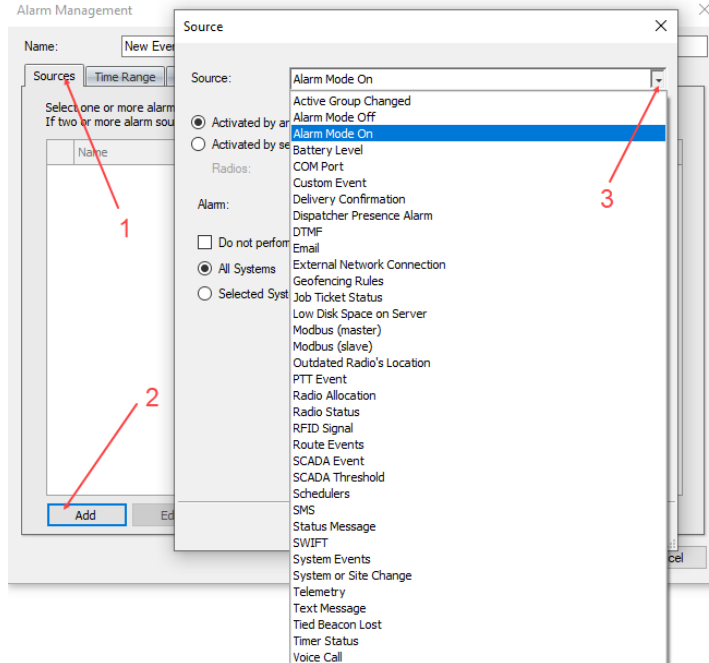 Alarm Management
Source
Name:
New Ever
Sources
Time Range
Source:
Alarm Mode On
Select one or more alarm
If two or more alarm sou
Name
Activated by ar
Activated by se
Radios:
Alarm:
Do not perform
All Systems
Selected Syst
Active Group Changed
Alarm Mode Off
Alarm Mode On
Battery Level
COM Port
Custom Event
Delivery Confirmation
Dispatcher Presence Alarm
DTMF
Email
External Network Connection
Geofencing Rules
Job Ticket Status
Low Disk Space on Server
Modbus (master)
Modbus (slave)
Outdated Radio's Location
PTT Event
Radio Allocation
Radio Status
RFID Signal
Route Events
SCADA Event
SCADA Threshold
Schedulers
SMS
Status Message
SWIFT
System Events
System or Site Change
Telemetry
Text Message
Tied Beacon Lost
Timer Status
Voice Call
1
2
3
Add
Ed
cel